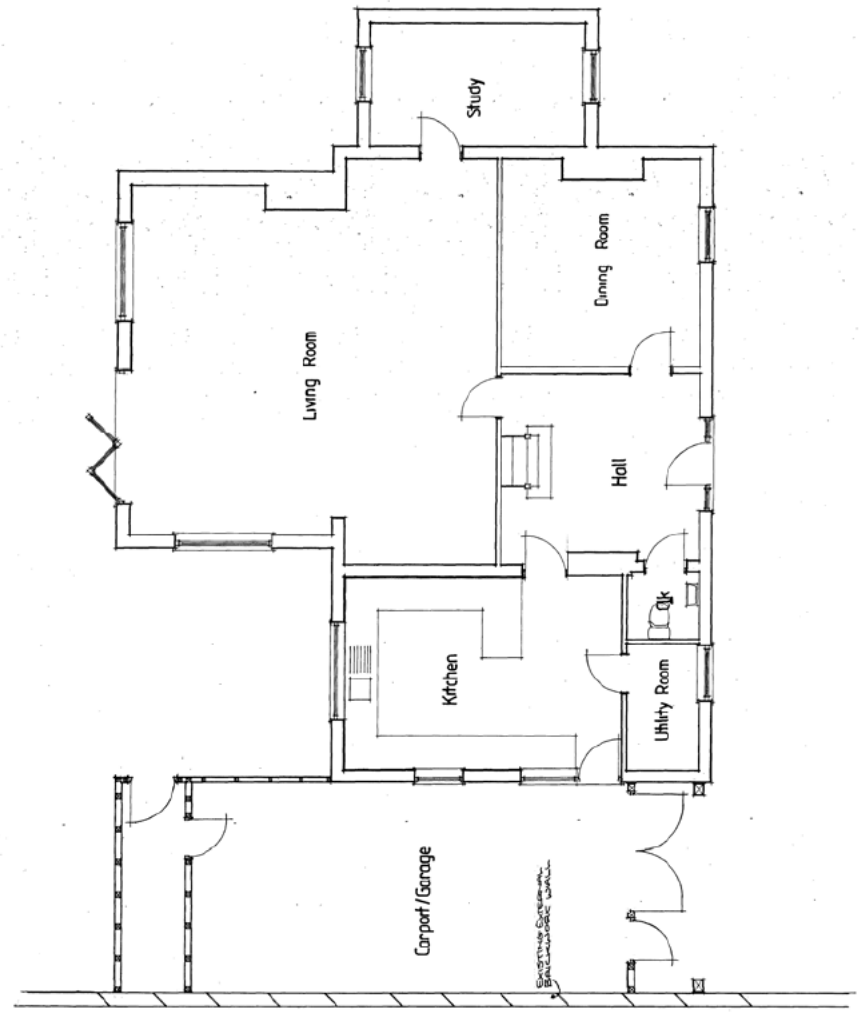 Study
Dining Room
Living Room
Hall
Clk
Kitchen
Utility Room
Carport/Garage
EXISTING EXTERNAL
BRICKWORK WALL